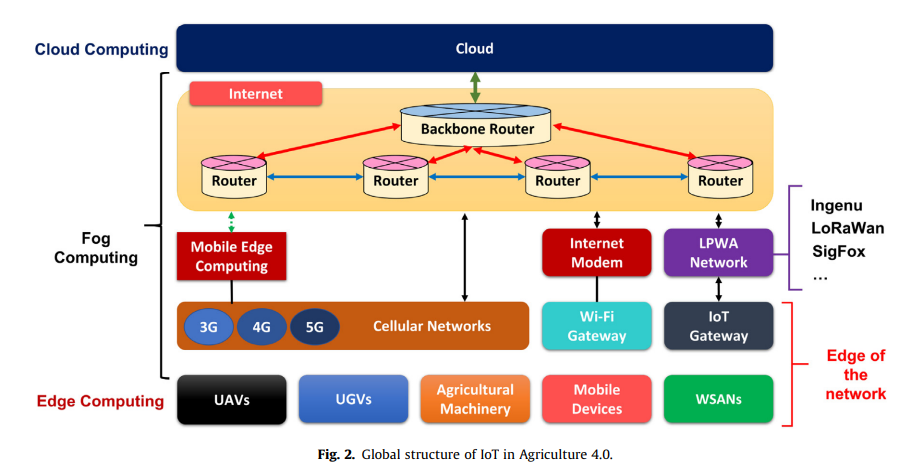 Cloud Computing
Cloud
Internet
Backbone Router
Router
Router
Router
Router
Ingenu
LoRaWan
SigFox
...
Fog
Computing
Mobile Edge
Computing
Internet
Modem
LPWA
Network
3G
4G
5G
Cellular Networks
Wi-Fi
Gateway
IoT
Gateway
Edge of
the
network
Edge Computing
UAVs
UGVs
Agricultural
Machinery
Mobile
Devices
WSANs
Fig. 2. Global structure of IoT in Agriculture 4.0.